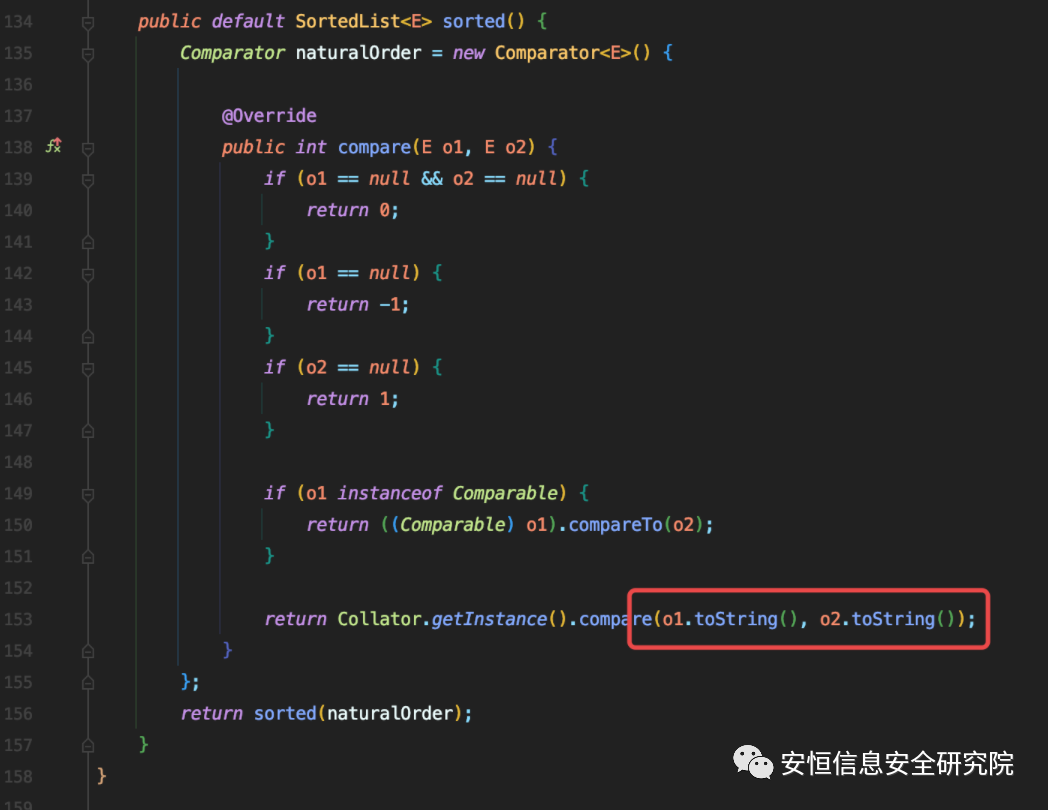 134 public default SortedList<E> sorted() {
135 Comparator naturalOrder = new Comparator<E>() {
136
137 @Override
138 public int compare(E o1, E o2) {
139 if (o1 == null && o2 == null) {
140 return 0;
141 }
142 if (o1 == null) {
143 return -1;
144 }
145 if (o2 == null) {
146 return 1;
147 }
148
149 if (o1 instanceof Comparable) {
150 return ((Comparable) o1).compareTo(o2);
151 }
152
153 return Collator.getInstance().compare(o1.toString(), o2.toString());
154 }
155 };
156 return sorted(naturalOrder);
157 }
158 }
159
安恒信息安全研究院